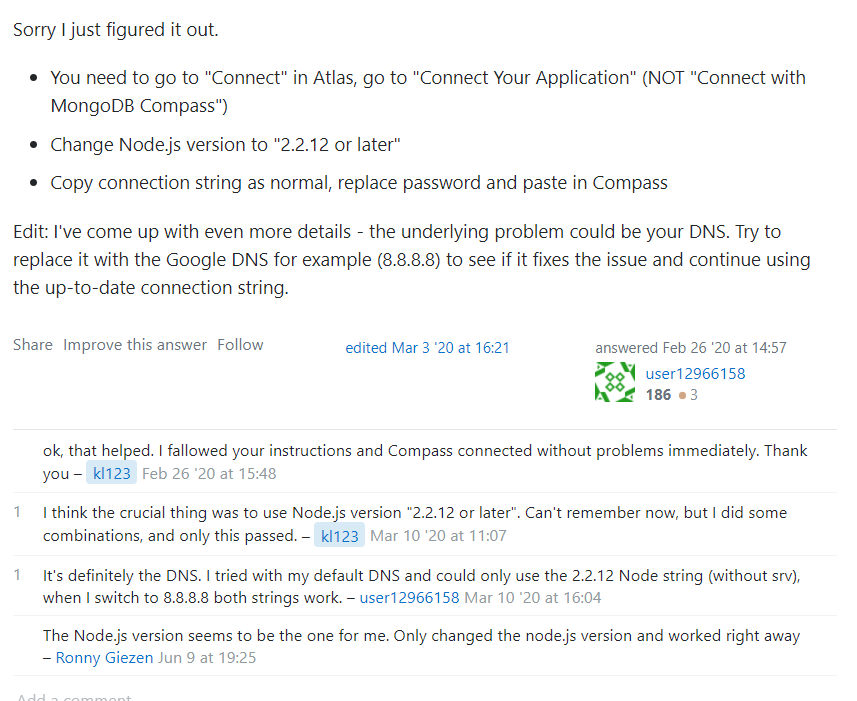 Sorry I just figured it out.
• You need to go to "Connect" in Atlas, go to "Connect Your Application" (NOT "Connect with
MongoDB Compass")
• Change Node.js version to "2.2.12 or later"
• Copy connection string as normal, replace password and paste in Compass
Edit: I've come up with even more details - the underlying problem could be your DNS. Try to
replace it with the Google DNS for example (8.8.8.8) to see if it fixes the issue and continue using
the up-to-date connection string.
Share Improve this answer Follow
edited Mar 3 '20 at 16:21
answered Feb 26 '20 at 14:57
user12966158
186 ● 3
ok, that helped. I fallowed your instructions and Compass connected without problems immediately. Thank
you – kl123 Feb 26 '20 at 15:48
1 I think the crucial thing was to use Node.js version "2.2.12 or later". Can't remember now, but I did some
combinations, and only this passed. – kl123 Mar 10 '20 at 11:07
1 It's definitely the DNS. I tried with my default DNS and could only use the 2.2.12 Node string (without srv),
when I switch to 8.8.8.8 both strings work. – user12966158 Mar 10 '20 at 16:04
The Node.js version seems to be the one for me. Only changed the node.js version and worked right away
– Ronny Giezen Jun 9 at 19:25
Add a comment